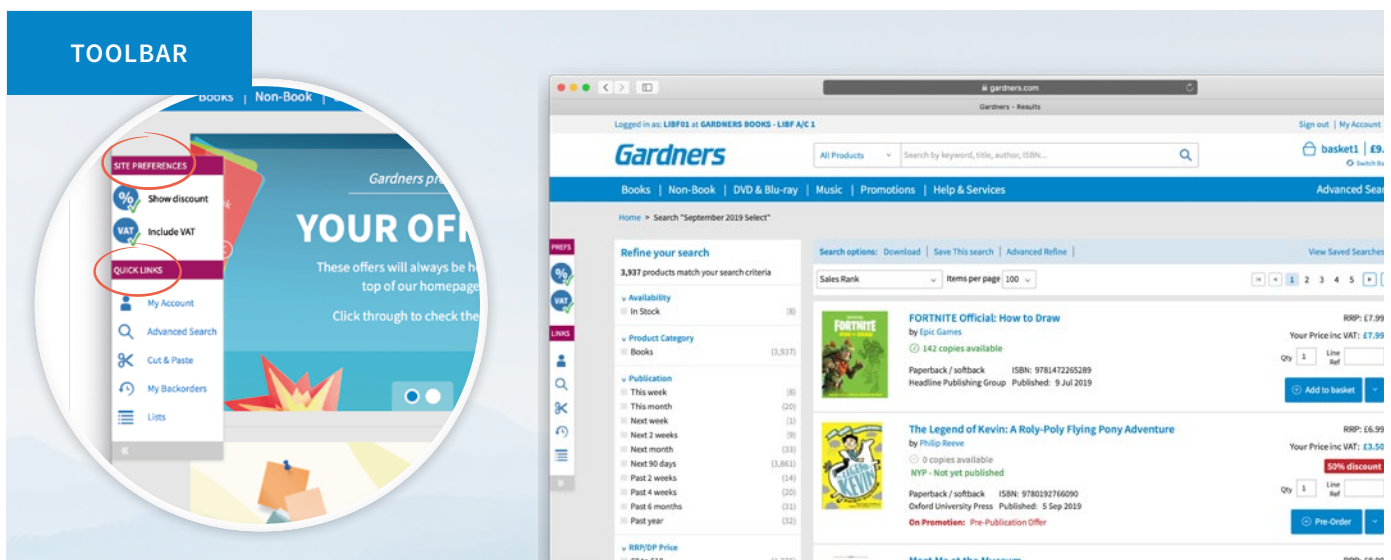 TOOLBAR
Books | Non-Book |
SITE PREFERENCES
Show discount
VAT Include VAT
QUICK LINKS
My Account
Advanced Search
Cut & Paste
My Backorders
Lists
Gardners
YOUR OFF
These offers will always be
top of our homepage
Click through to check the
gardners.com
Gardners - Results
Logged in as: LIBF01 at GARDNERS BOOKS - LIBF A/C 1
Sign out | My Account
Gardners
All Products
Search by keyword, title, author, ISBN...
basket1 | £9.
Switch Ba
Books | Non-Book | DVD & Blu-ray | Music | Promotions | Help & Services
Advanced Sear
Home > Search "September 2019 Select"
PREFS
VAT
LINKS
Refine your search
3,937 products match your search criteria
Availability
In Stock (8)
Product Category
Books (3,937)
Publication
This week (8)
This month (20)
Next week (1)
Next 2 weeks (9)
Next month (33)
Next 90 days (3,861)
Past 2 weeks (14)
Past 4 weeks (20)
Past 6 months (31)
Past year (32)
RRP/DP Price
Search options: Download | Save This search | Advanced Refine |
View Saved Searches
Sales Rank
Items per page 100
1 2 3 4 5
FORTNITE
FORTNITE Official: How to Draw
by Epic Games
142 copies available
Paperback / softback ISBN: 9781472265289
Headline Publishing Group Published: 9 Jul 2019
RRP: £7.99
Your Price inc VAT: £7.99
Qty 1 Line Ref
Add to basket
LEGEND KEVIN
The Legend of Kevin: A Roly-Poly Flying Pony Adventure
by Philip Reeve
0 copies available
NYP - Not yet published
Paperback / softback ISBN: 9780192766090
Oxford University Press Published: 5 Sep 2019
On Promotion: Pre-Publication Offer
RRP: £6.99
Your Price inc VAT: £3.50
50% discount
Qty 1 Line Ref
Pre-Order
Meet Me at the Museum